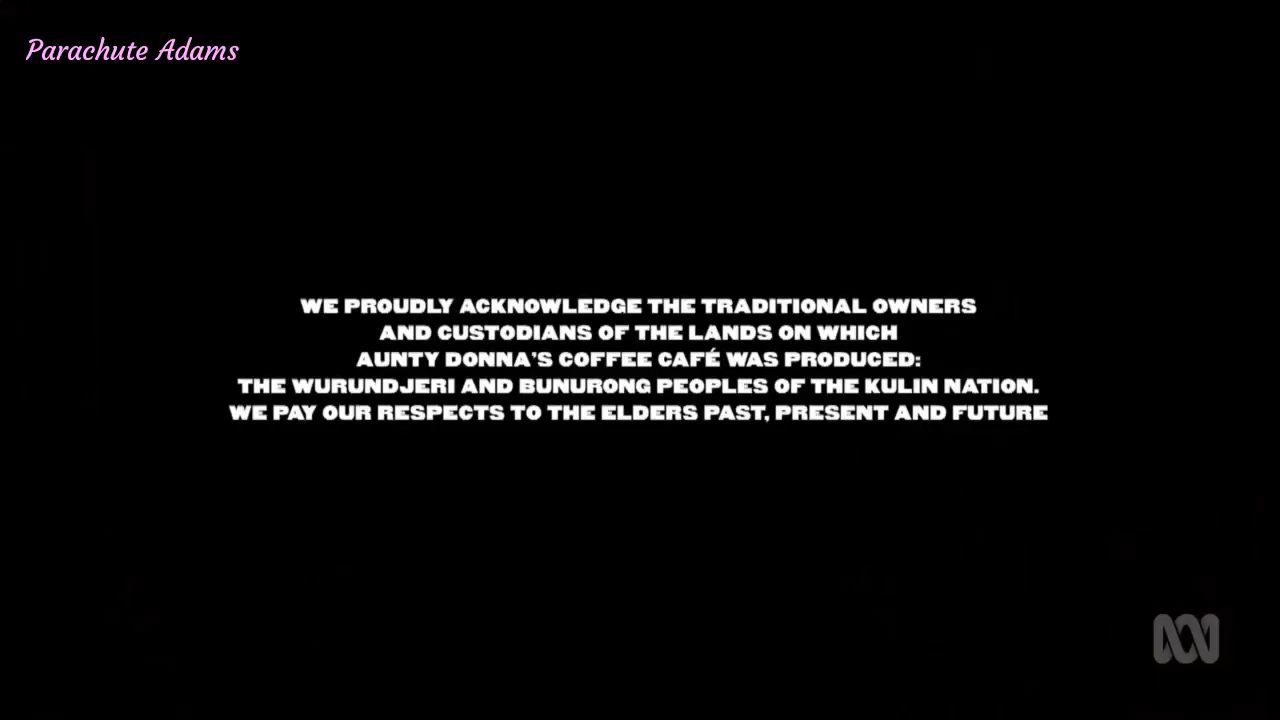 Parachute Adams
WE PROUDLY ACKNOWLEDGE THE TRADITIONAL OWNERS
AND CUSTODIANS OF THE LANDS ON WHICH
AUNTY DONNA'S COFFEE CAFÉ WAS PRODUCED:
THE WURUNDJERI AND BUNURONG PEOPLES OF THE KULIN NATION.
WE PAY OUR RESPECTS TO THE ELDERS PAST, PRESENT AND FUTURE